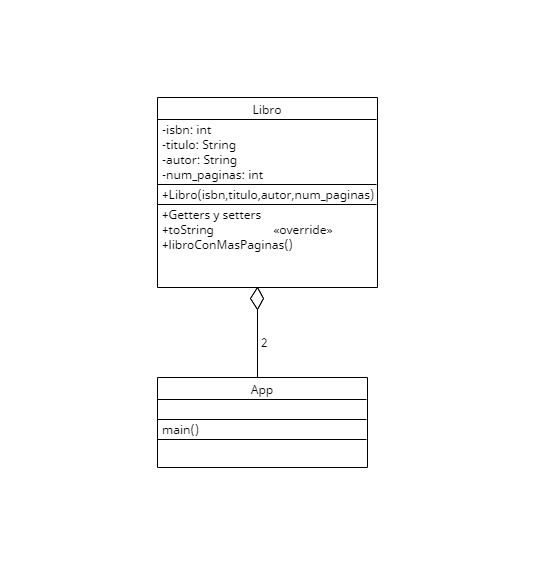 Libro
-isbn: int
-titulo: String
-autor: String
-num_paginas: int
+Libro(isbn,titulo,autor,num_paginas)
+Getters y setters
+toString «override»
+libroConMasPaginas()
2
App
main()